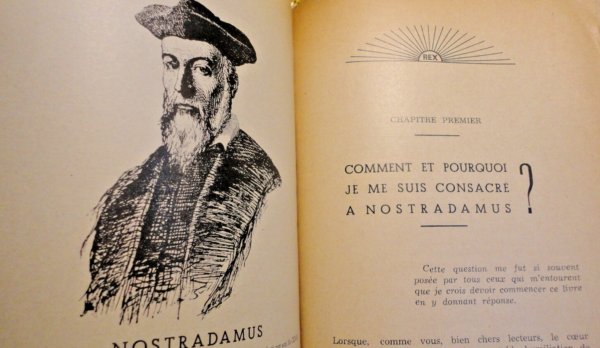 NOSTRADAMUS
REX
CHAPITRE PREMIER
COMMENT ET POURQUOI
JE ME SUIS CONSACRE
A NOSTRADAMUS ?
Cette question me fut si souvent
posée par tous ceux qui m'entourent
que je crois devoir commencer ce livre
en y donnant réponse.
Lorsque, comme vous, bien chers lecteurs, le cœur